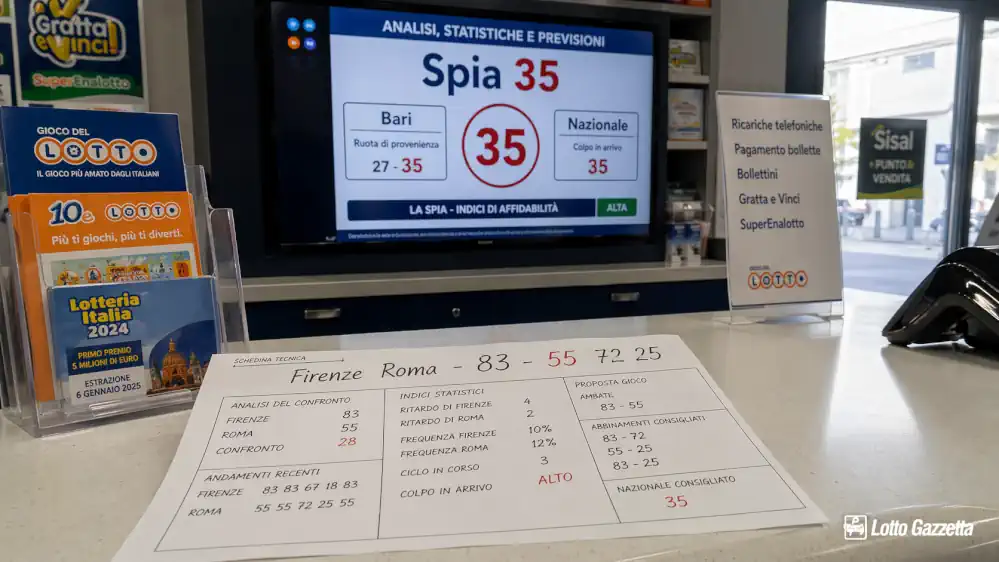 Gratta
e Vinci!
SuperEnalotto
GIOCO DEL
LOTTO
IL GIOCO PIÙ AMATO DAGLI ITALIANI
10e LOTTO
Più ti giochi, più ti diverti.
Lotteria
Italia
2024
PRIMO PREMIO
5 MILIONI DI EURO
ESTRAZIONE
6 GENNAIO 2025
ANALISI, STATISTICHE E PREVISIONI
Spia 35
Bari
Ruota di provenienza
27 - 35
35
Nazionale
Colpo in arrivo
35
LA SPIA - INDICI DI AFFIDABILITÀ
ALTA
Ricariche telefoniche
Pagamento bollette
Bollettini
Gratta e Vinci
SuperEnalotto
GIOCO DEL
LOTTO
Sisal
PUNTO
VENDITA
SCHEDINA TECNICA
Firenze Roma - 83 - 55 72 25
ANALISI DEL CONFRONTO
FIRENZE 83
ROMA 55
CONFRONTO 28
ANDAMENTI RECENTI
FIRENZE 83 83 67 18 83
ROMA 55 55 72 25 55
INDICI STATISTICI
RITARDO DI FIRENZE 4
RITARDO DI ROMA 2
FREQUENZA FIRENZE 10%
FREQUENZA ROMA 12%
CICLO IN CORSO 3
COLPO IN ARRIVO ALTO
PROPOSTA GIOCO
AMBATE
83 - 55
ABBINAMENTI CONSIGLIATI
83 - 72
55 - 25
83 - 25
NAZIONALE CONSIGLIATO
35
Lotto Gazzetta